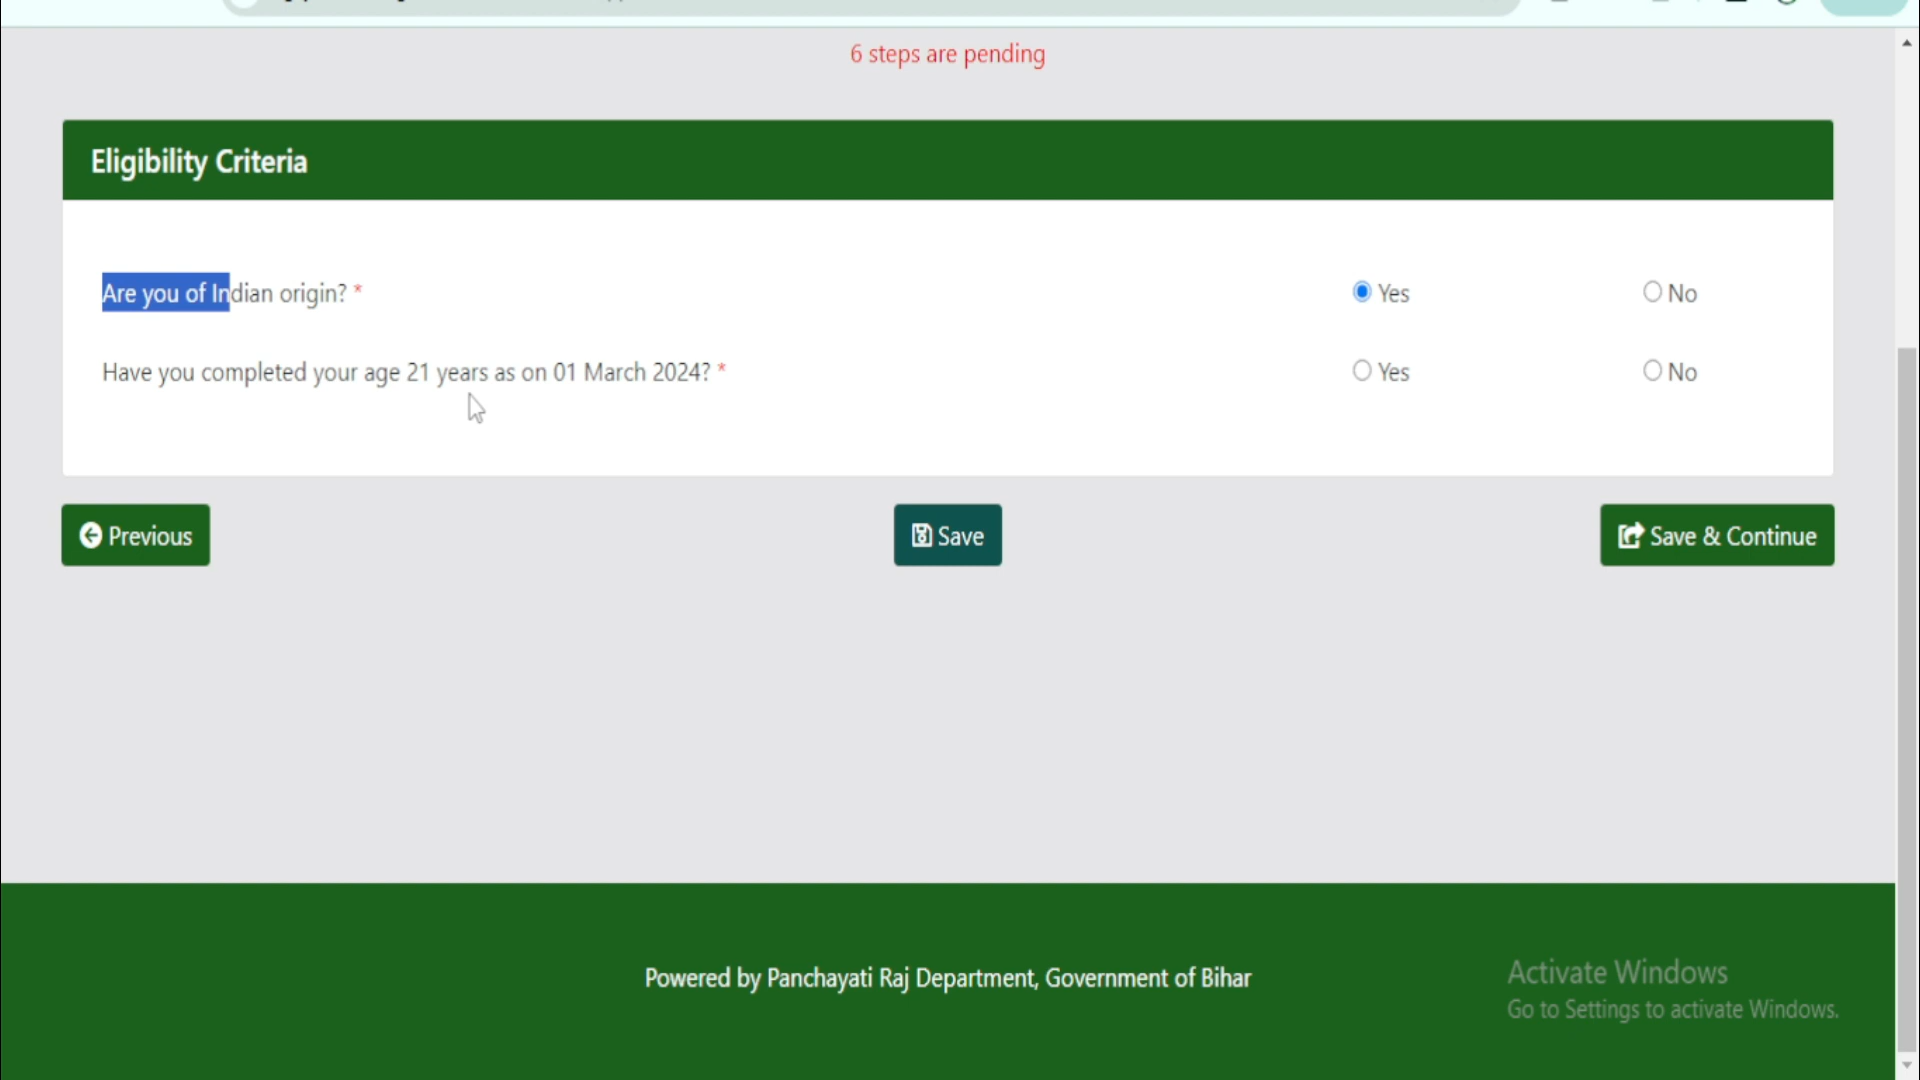 6 steps are pending
Eligibility Criteria
Are you of Indian origin? *
Yes
No
Have you completed your age 21 years as on 01 March 2024? *
Yes
No
Previous
Save
Save & Continue
Powered by Panchayati Raj Department, Government of Bihar
Activate Windows
Go to Settings to activate Windows.